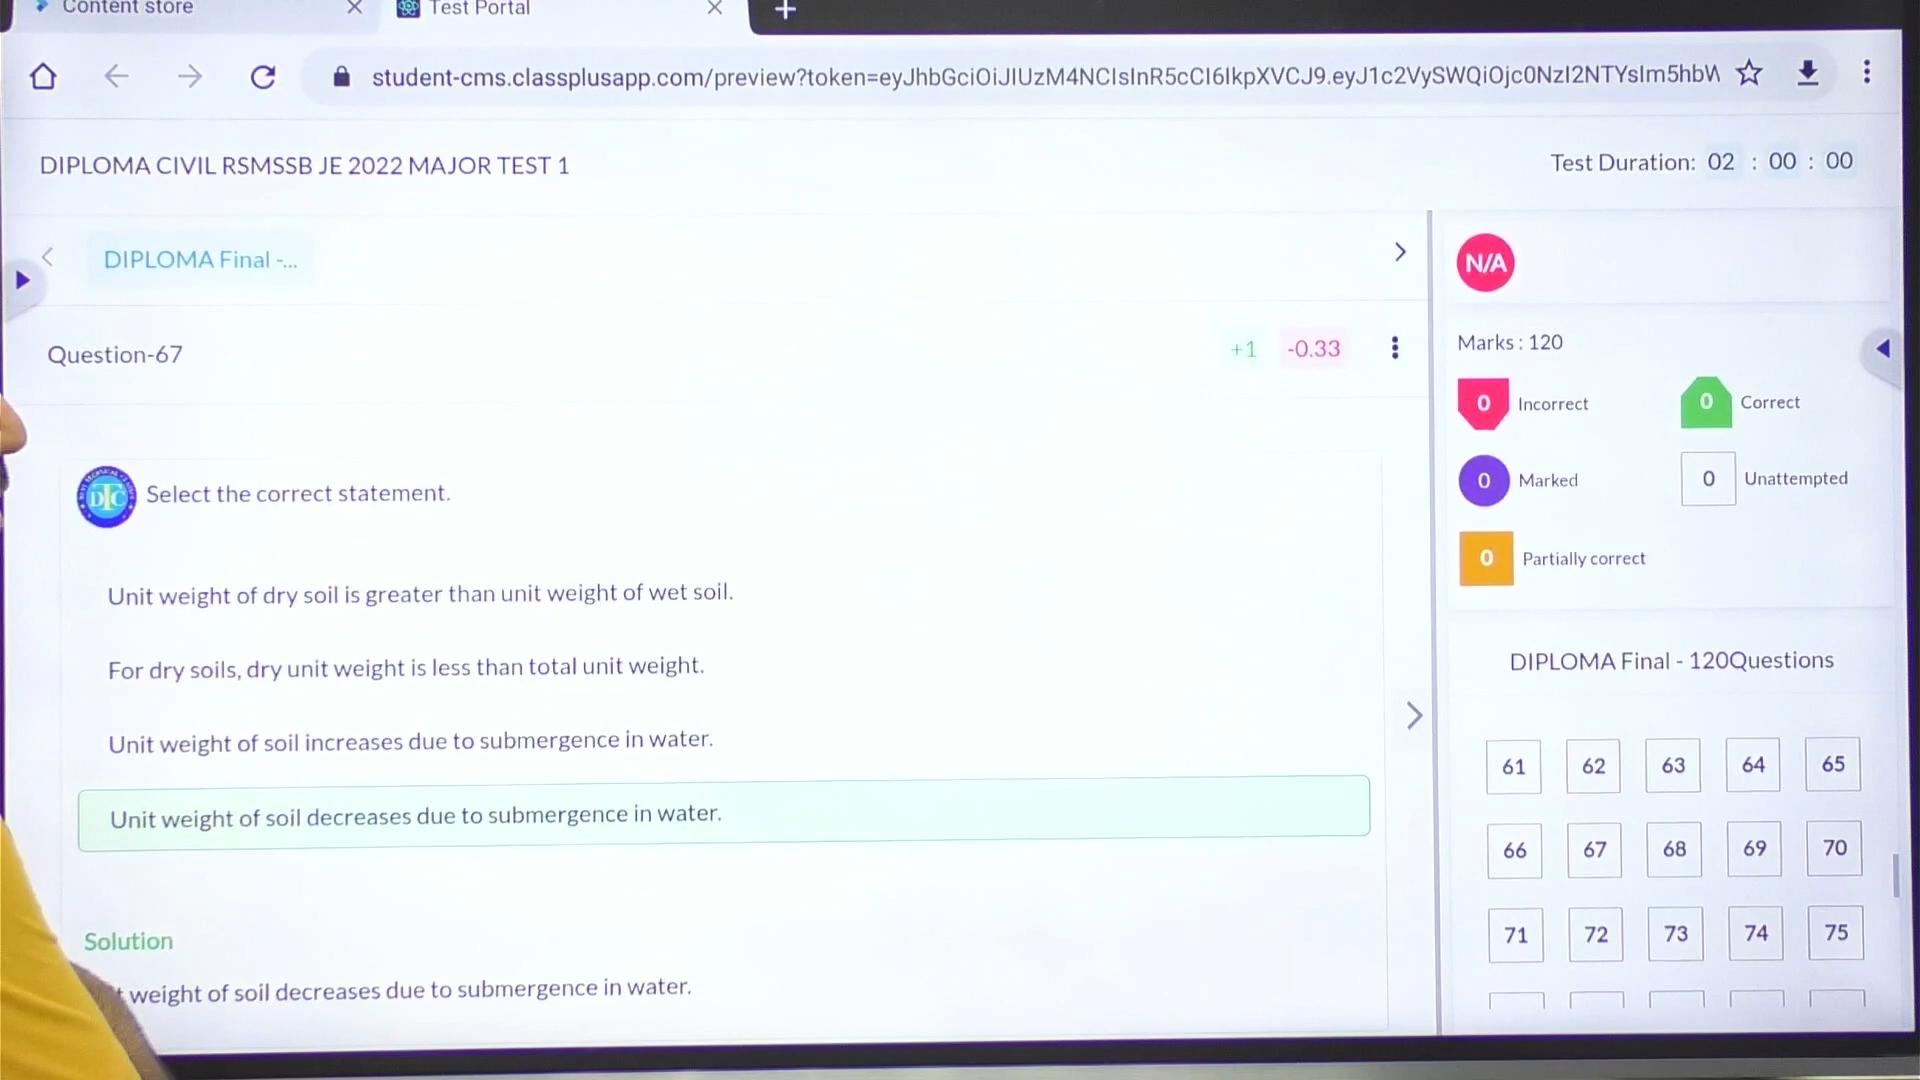 Content store
Test Portal
student-cms.classplusapp.com/preview?token=eyJhbGciOiJIUzM4NCIsInR5cCI6IkpXVCJ9.eyJ1c2VySWQiOjc0NzI2NTYsIm5hbW
DIPLOMA CIVIL RSMSSB JE 2022 MAJOR TEST 1
Test Duration: 02 : 00 : 00
DIPLOMA Final -...
N/A
Question-67
+1 -0.33
Marks : 120
0 Incorrect
0 Correct
0 Marked
0 Unattempted
0 Partially correct
DTC
Select the correct statement.
Unit weight of dry soil is greater than unit weight of wet soil.
For dry soils, dry unit weight is less than total unit weight.
Unit weight of soil increases due to submergence in water.
Unit weight of soil decreases due to submergence in water.
Solution
weight of soil decreases due to submergence in water.
DIPLOMA Final - 120Questions
61 62 63 64 65
66 67 68 69 70
71 72 73 74 75